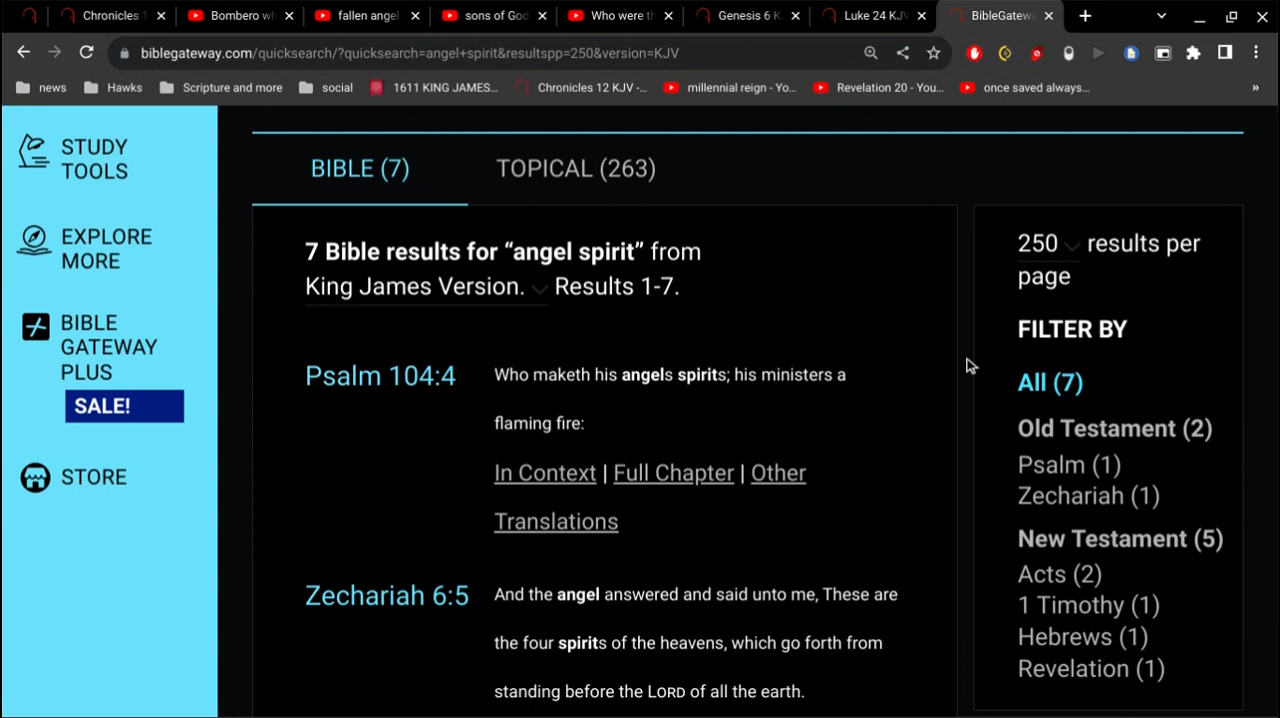 Chronicles 1
Bombero wh
fallen angel
sons of God
Who were th
Genesis 6 K
Luke 24 KJV
BibleGatewa
biblegateway.com/quicksearch/?quicksearch=angel+spirit&resultspp=250&version=KJV
news
Hawks
Scripture and more
social
1611 KING JAMES...
Chronicles 12 KJV -...
millennial reign - Yo...
Revelation 20 - You...
once saved always...
»
STUDY
TOOLS
EXPLORE
MORE
BIBLE
GATEWAY
PLUS
SALE!
STORE
BIBLE (7)
TOPICAL (263)
7 Bible results for “angel spirit” from
King James Version. Results 1-7.
Psalm 104:4
Who maketh his angels spirits; his ministers a
flaming fire:
In Context | Full Chapter | Other
Translations
Zechariah 6:5
And the angel answered and said unto me, These are
the four spirits of the heavens, which go forth from
standing before the LORD of all the earth.
250 results per
page
FILTER BY
All (7)
Old Testament (2)
Psalm (1)
Zechariah (1)
New Testament (5)
Acts (2)
1 Timothy (1)
Hebrews (1)
Revelation (1)